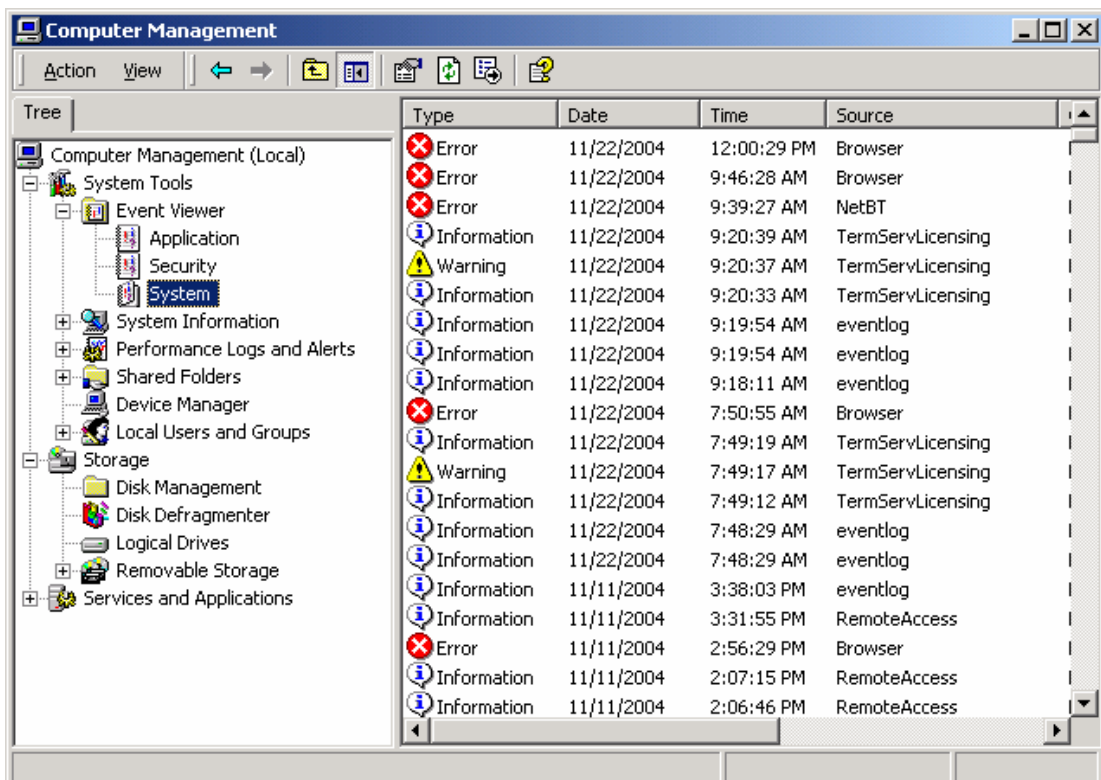 Computer Management
Action View
Tree
Computer Management (Local)
System Tools
Event Viewer
Application
Security
System
System Information
Performance Logs and Alerts
Shared Folders
Device Manager
Local Users and Groups
Storage
Disk Management
Disk Defragmenter
Logical Drives
Removable Storage
Services and Applications
Type Date Time Source
Error 11/22/2004 12:00:29 PM Browser
Error 11/22/2004 9:46:28 AM Browser
Error 11/22/2004 9:39:27 AM NetBT
Information 11/22/2004 9:20:39 AM TermServLicensing
Warning 11/22/2004 9:20:37 AM TermServLicensing
Information 11/22/2004 9:20:33 AM TermServLicensing
Information 11/22/2004 9:19:54 AM eventlog
Information 11/22/2004 9:19:54 AM eventlog
Information 11/22/2004 9:18:11 AM eventlog
Error 11/22/2004 7:50:55 AM Browser
Information 11/22/2004 7:49:19 AM TermServLicensing
Warning 11/22/2004 7:49:17 AM TermServLicensing
Information 11/22/2004 7:49:12 AM TermServLicensing
Information 11/22/2004 7:48:29 AM eventlog
Information 11/22/2004 7:48:29 AM eventlog
Information 11/11/2004 3:38:03 PM eventlog
Information 11/11/2004 3:31:55 PM RemoteAccess
Error 11/11/2004 2:56:29 PM Browser
Information 11/11/2004 2:07:15 PM RemoteAccess
Information 11/11/2004 2:06:46 PM RemoteAccess